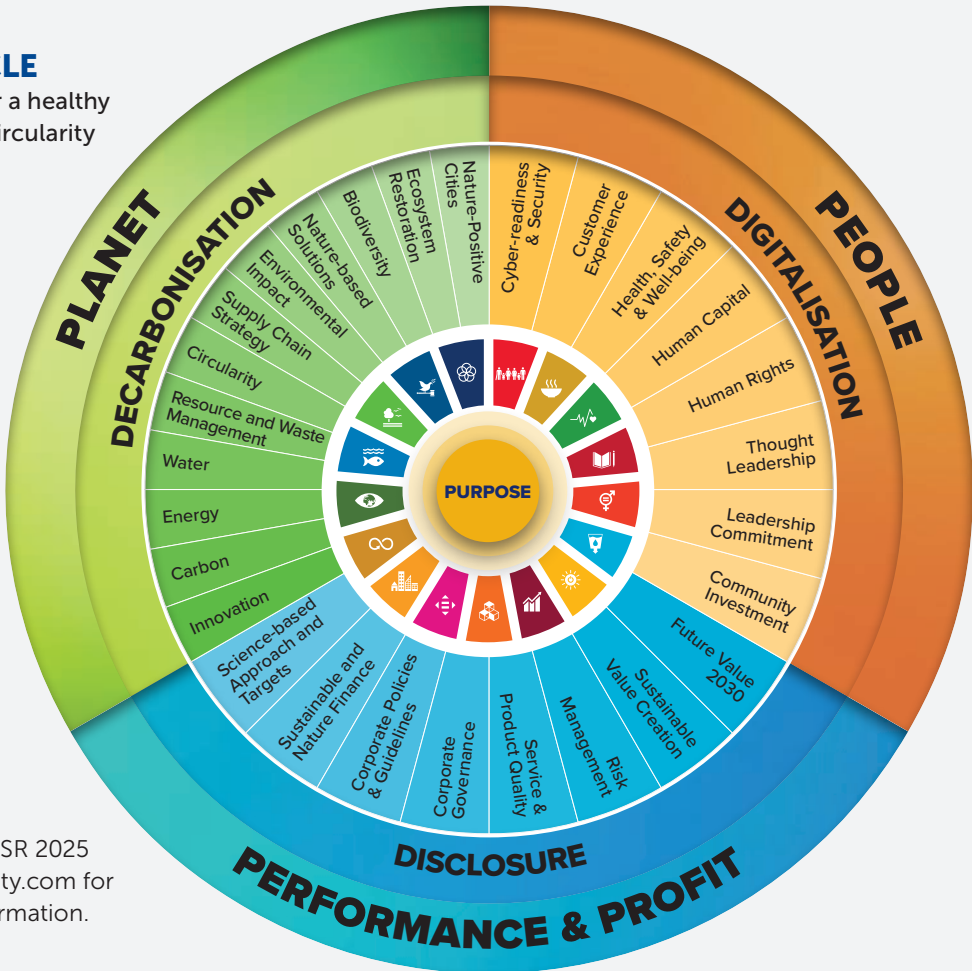 CLE
r a healthy
ircularity
PLANET
DECARBONISATION
PEOPLE
DIGITALISATION
Nature-Positive
Cities
Ecosystem
Restoration
Biodiversity
Nature-based
Solutions
Environmental
Impact
Supply Chain
Strategy
Circularity
Resource and Waste
Management
Water
Energy
Carbon
Innovation
Cyber-readiness
& Security
Customer
Experience
Health, Safety
& Well-being
Human Capital
Human Rights
Thought
Leadership
Leadership
Commitment
Community
Investment
PURPOSE
Science-based
Approach and
Targets
Sustainable and
Nature Finance
Corporate Policies
& Guidelines
Corporate
Governance
Service &
Product Quality
Risk
Management
Sustainable
Value Creation
Future Value
2030
DISCLOSURE
PERFORMANCE & PROFIT
SR 2025
ty.com for
rmation.